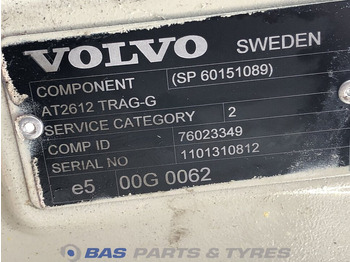 VOLVO SWEDEN
COMPONENT (SP 60151089)
AT2612 TRAG-G
SERVICE CATEGORY 2
COMP ID 76023349
SERIAL NO 1101310812
e5 00G 0062
BAS PARTS & TYRES